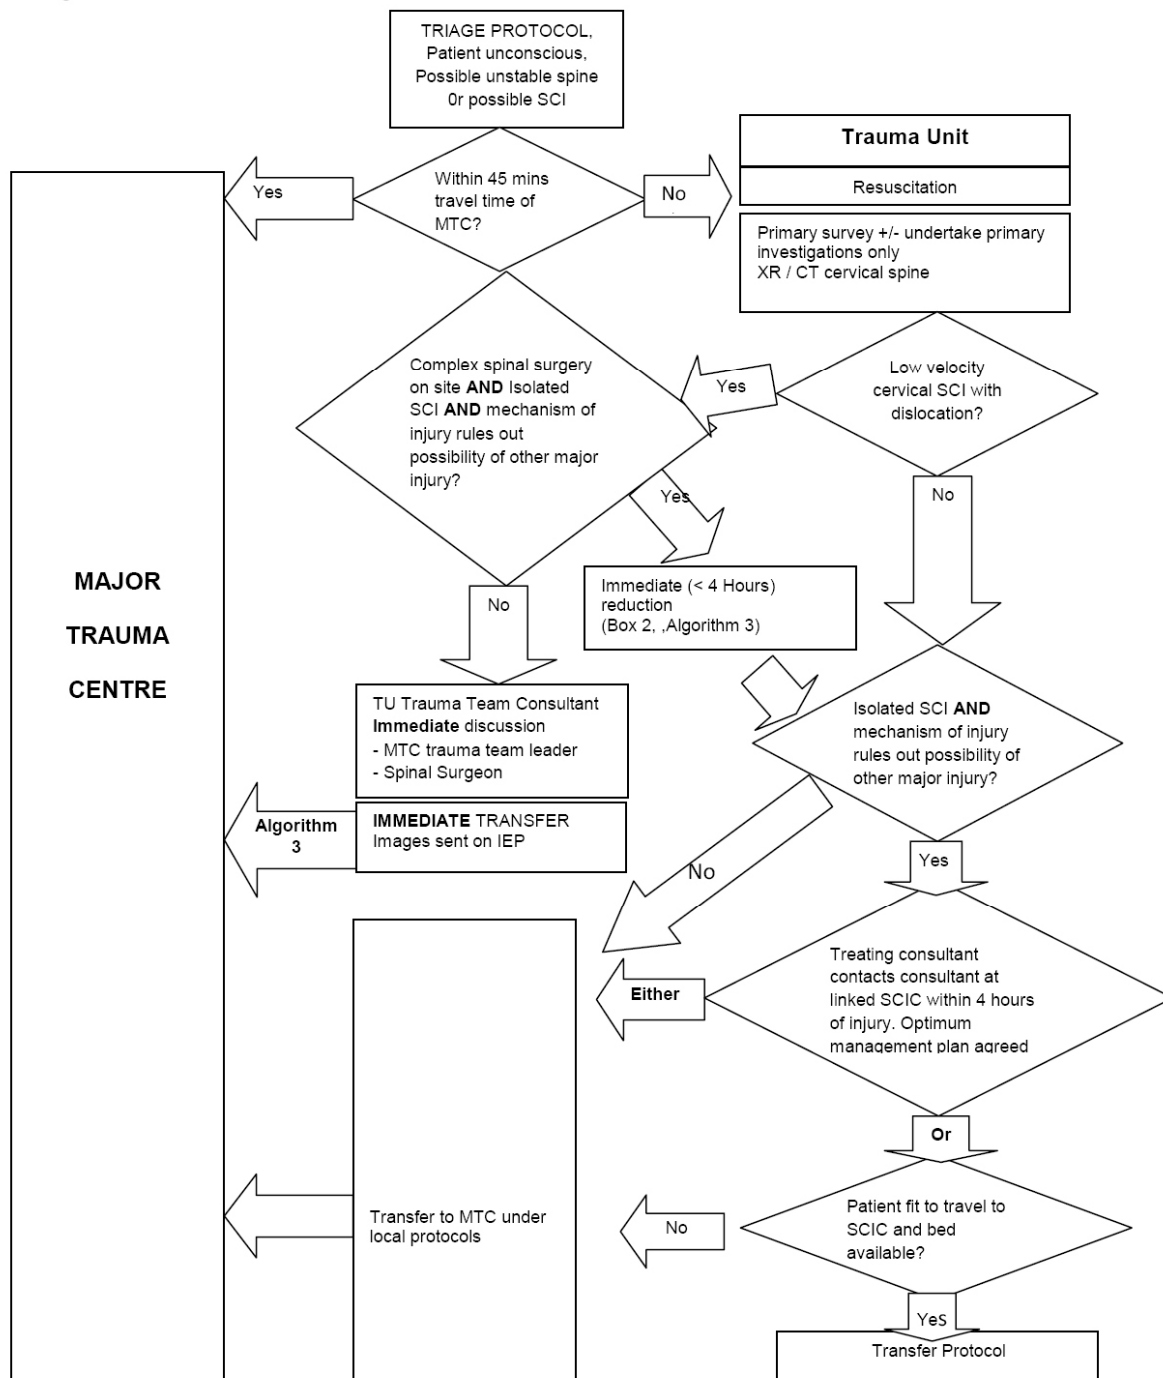 TRIAGE PROTOCOL,
Patient unconscious,
Possible unstable spine
0r possible SCI
Within 45 mins
travel time of
MTC?
Yes
No
Trauma Unit
Resuscitation
Primary survey +/- undertake primary
investigations only
XR / CT cervical spine
Low velocity
cervical SCI with
dislocation?
Yes
No
Complex spinal surgery
on site AND Isolated
SCI AND mechanism of
injury rules out
possibility of other major
injury?
Yes
No
Immediate (< 4 Hours)
reduction
(Box 2, ,Algorithm 3)
MAJOR
TRAUMA
CENTRE
TU Trauma Team Consultant
Immediate discussion
- MTC trauma team leader
- Spinal Surgeon
IMMEDIATE TRANSFER
Images sent on IEP
Algorithm
3
Isolated SCI AND
mechanism of injury
rules out possibility of
other major injury?
No
Yes
Treating consultant
contacts consultant at
linked SCIC within 4 hours
of injury. Optimum
management plan agreed
Either
Or
Patient fit to travel to
SCIC and bed
available?
No
Transfer to MTC under
local protocols
Yes
Transfer Protocol